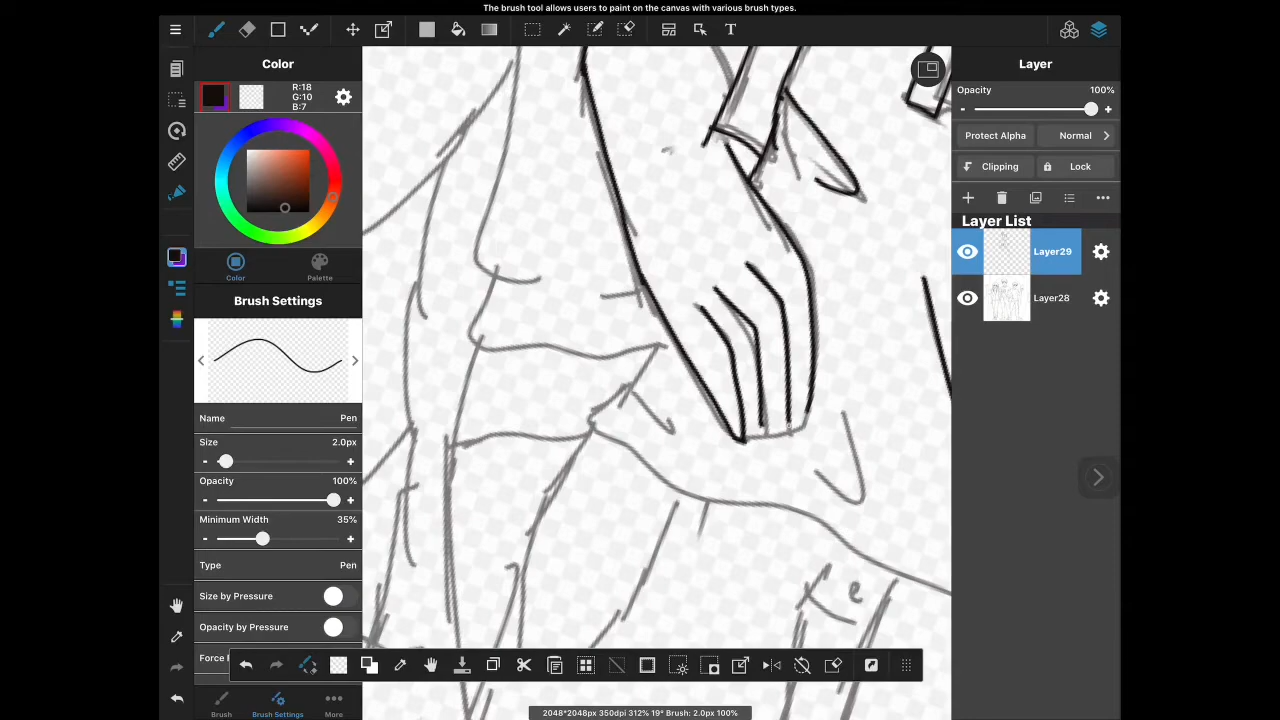 The brush tool allows users to paint on the canvas with various brush types.
T
Color
R:18
G:10
B:7
Color
Palette
Brush Settings
Name Pen
Size 2.0px
- +
Opacity 100%
- +
Minimum Width 35%
- +
Type Pen
Size by Pressure
Opacity by Pressure
Force
Brush
Brush Settings
More
Layer
Opacity 100%
- +
Protect Alpha
Normal
Clipping
Lock
Layer List
Layer29
Layer28
2048*2048px 350dpi 312% 19° Brush: 2.0px 100%